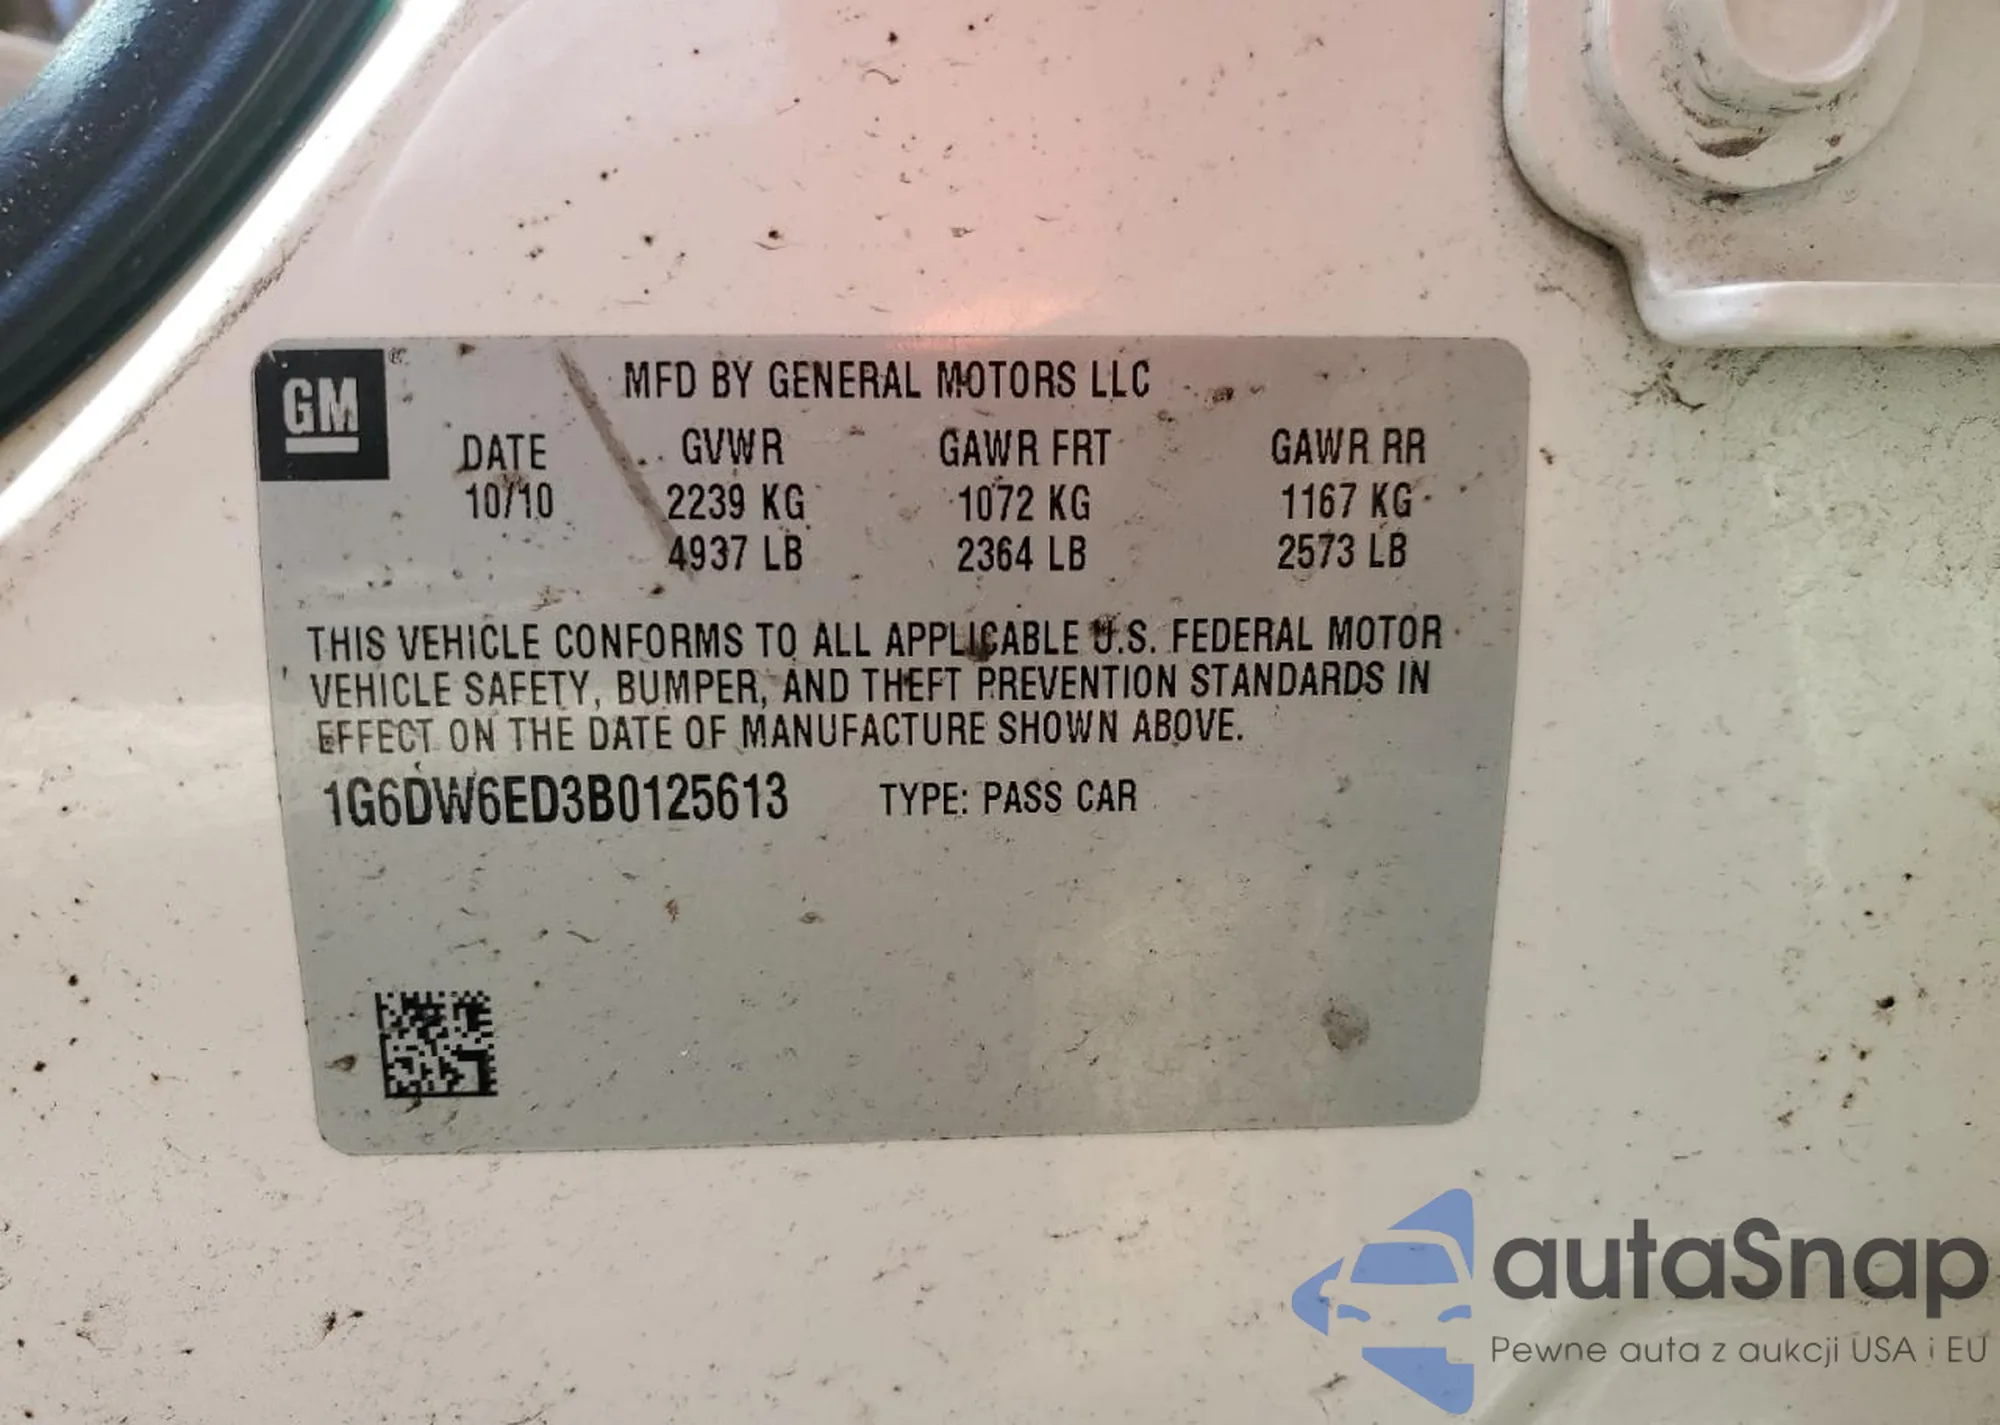 GM
MFD BY GENERAL MOTORS LLC
DATE GVWR GAWR FRT GAWR RR
10/10 2239 KG 1072 KG 1167 KG
4937 LB 2364 LB 2573 LB
THIS VEHICLE CONFORMS TO ALL APPLICABLE U.S. FEDERAL MOTOR
VEHICLE SAFETY, BUMPER, AND THEFT PREVENTION STANDARDS IN
EFFECT ON THE DATE OF MANUFACTURE SHOWN ABOVE.
1G6DW6ED3B0125613 TYPE: PASS CAR
autaSnap
Pewne auta z aukcji USA i EU